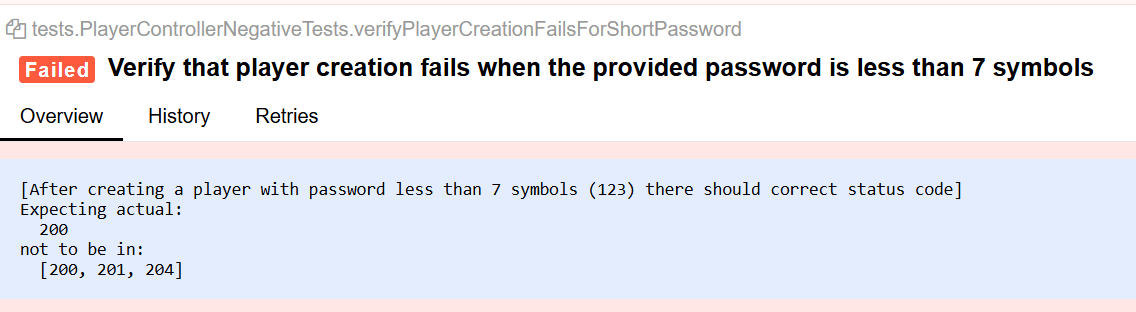 tests.PlayerControllerNegativeTests.verifyPlayerCreationFailsForShortPassword
Failed Verify that player creation fails when the provided password is less than 7 symbols
Overview History Retries
[After creating a player with password less than 7 symbols (123) there should correct status code]
Expecting actual:
  200
not to be in:
  [200, 201, 204]